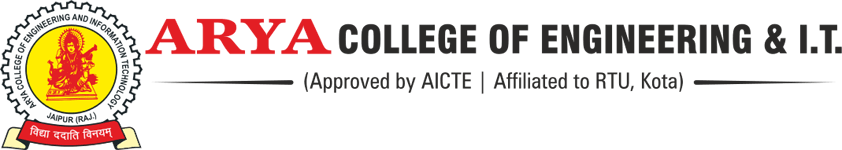 ARYA COLLEGE OF ENGINEERING & I.T.
(Approved by AICTE | Affiliated to RTU, Kota)
ARYA COLLEGE OF ENGINEERING AND INFORMATION TECHNOLOGY
JAIPUR (RAJ.)
विद्या ददाति विनयम्